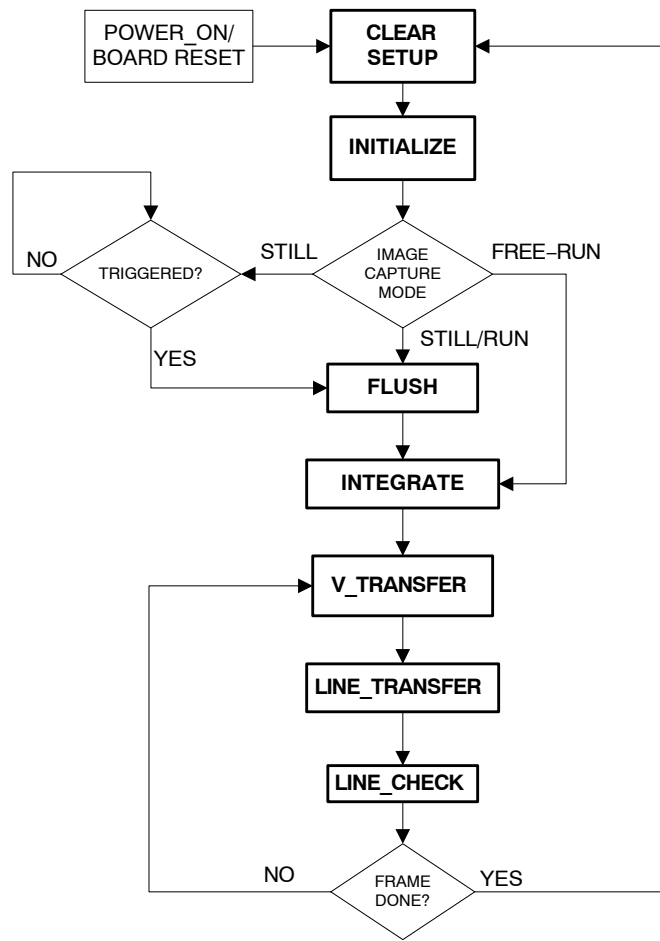 POWER_ON/
BOARD RESET
CLEAR
SETUP
INITIALIZE
NO
TRIGGERED?
STILL
IMAGE
CAPTURE
MODE
FREE–RUN
YES
STILL/RUN
FLUSH
INTEGRATE
V_TRANSFER
LINE_TRANSFER
LINE_CHECK
NO
FRAME
DONE?
YES